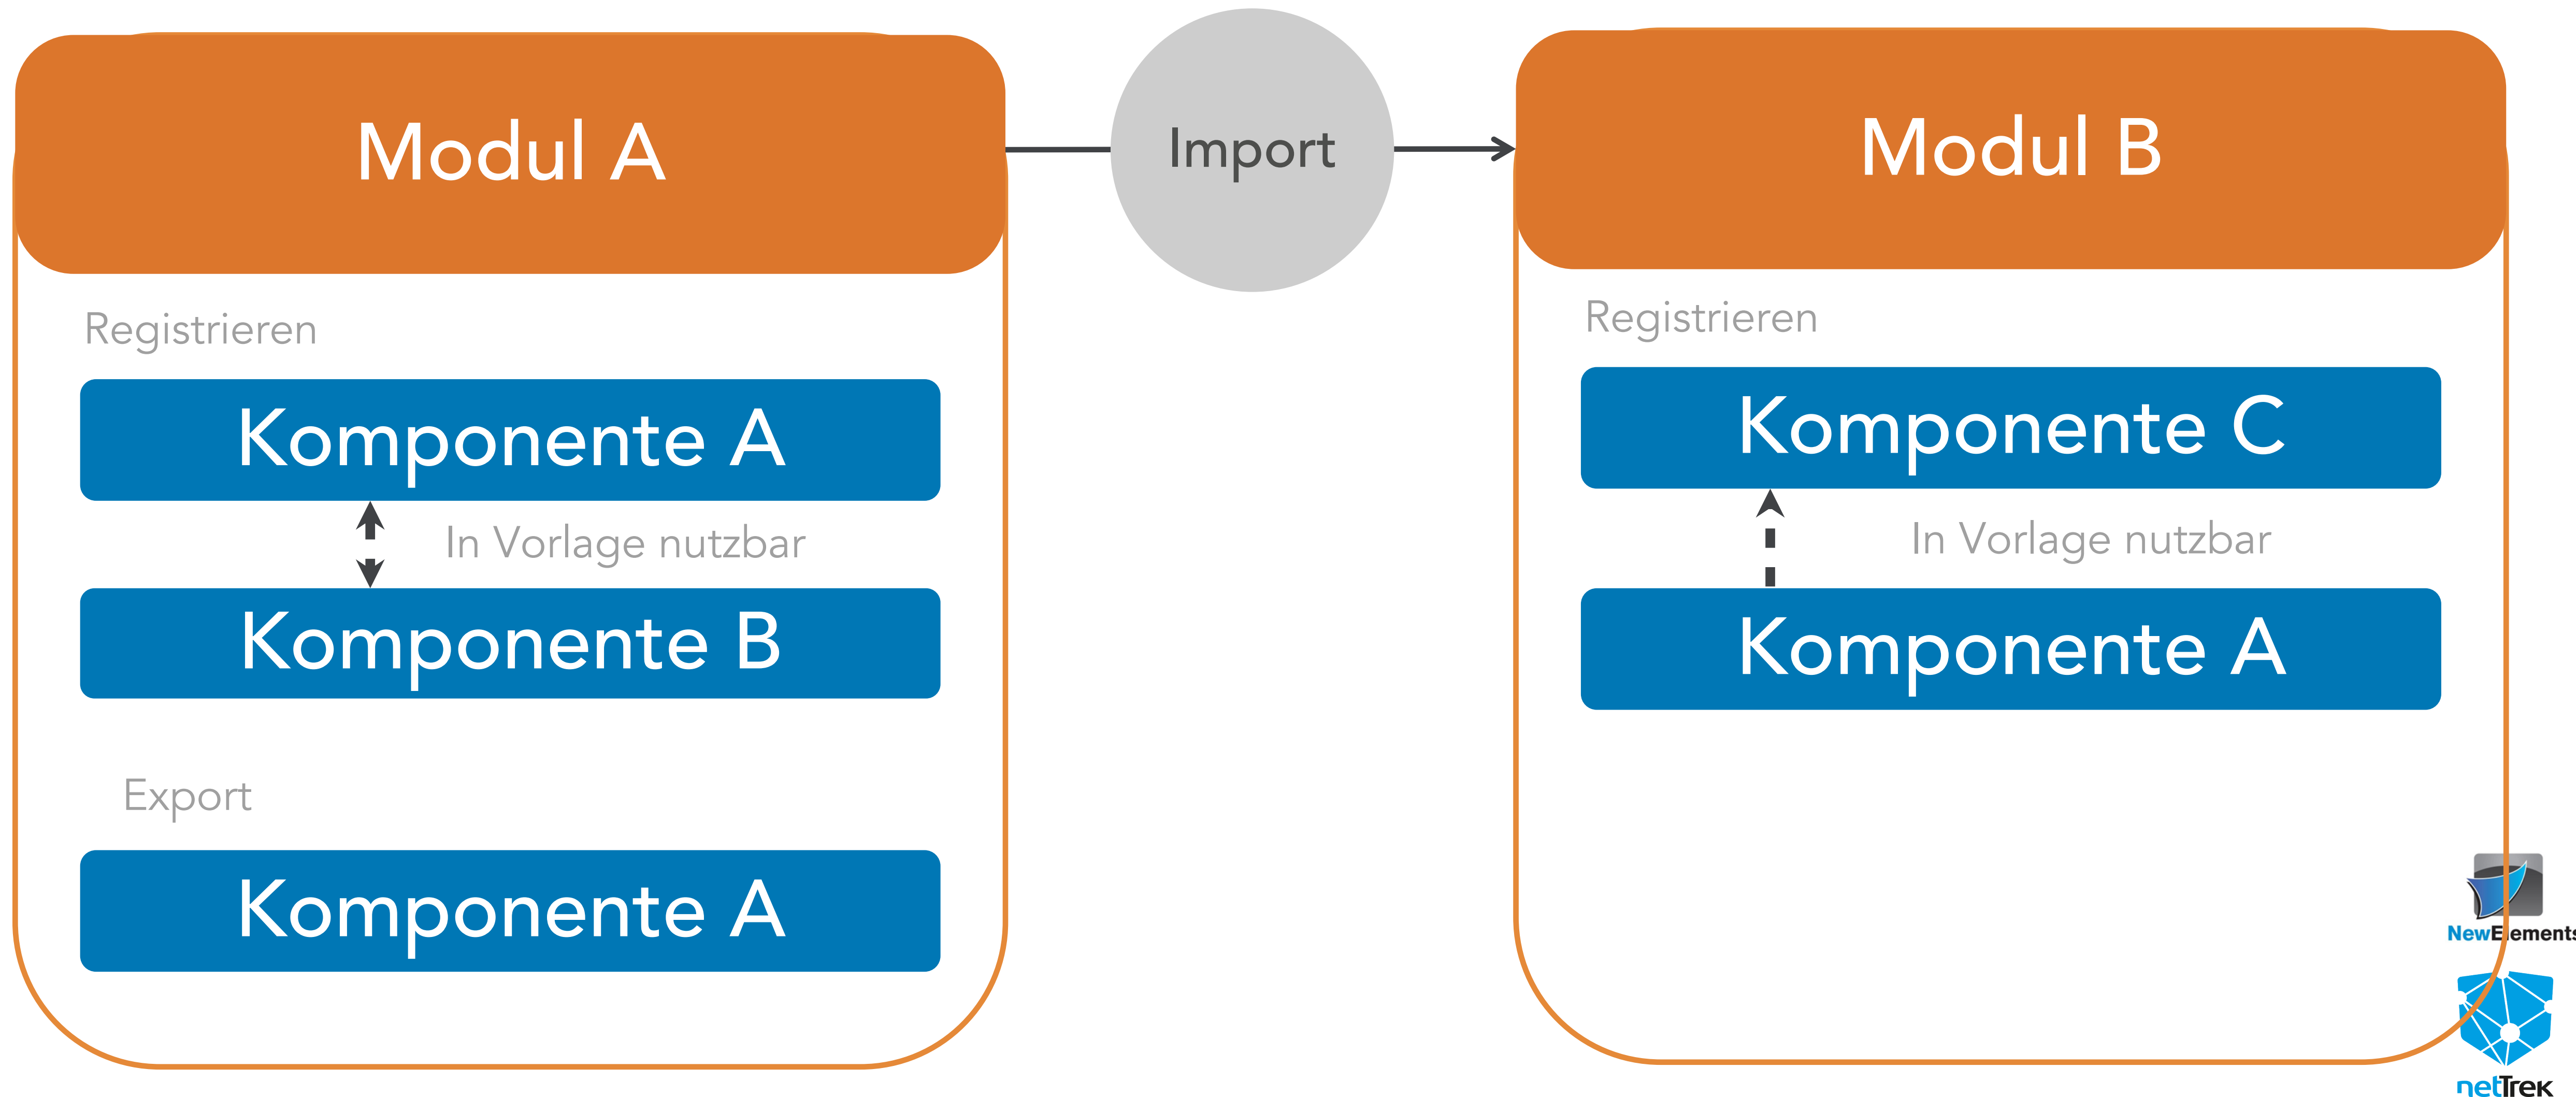 Modul A
Import
Modul B
Registrieren
Komponente A
In Vorlage nutzbar
Komponente B
Export
Komponente A
Registrieren
Komponente C
In Vorlage nutzbar
Komponente A
NewElements
netTrek